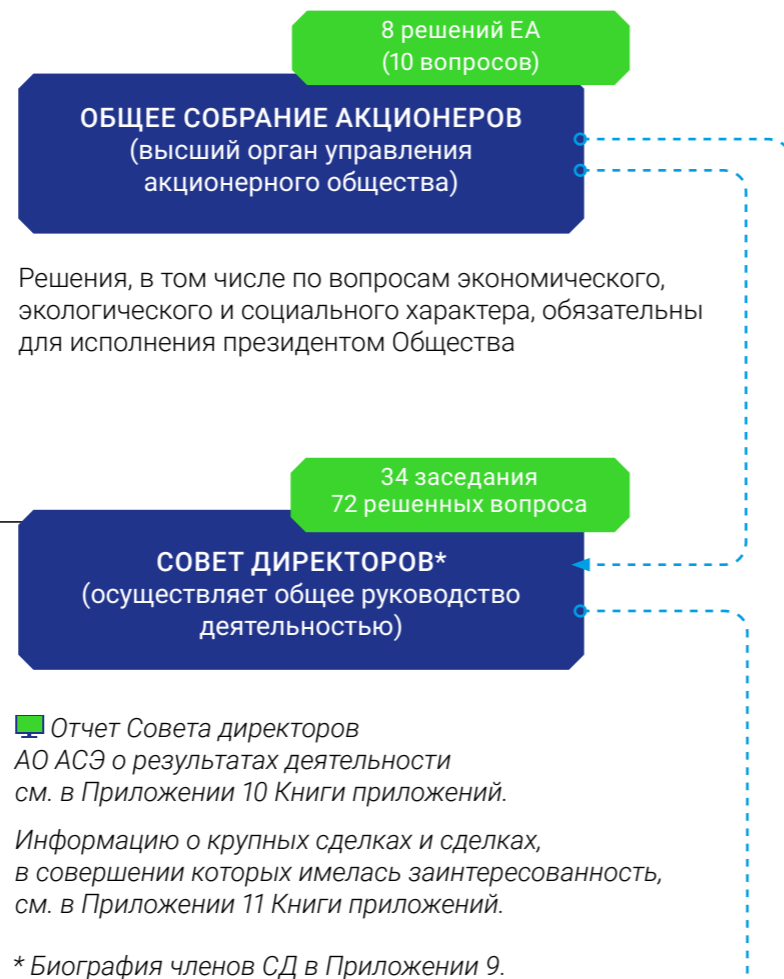 8 решений ЕА
(10 вопросов)
ОБЩЕЕ СОБРАНИЕ АКЦИОНЕРОВ
(высший орган управления
акционерного общества)
Решения, в том числе по вопросам экономического,
экологического и социального характера, обязательны
для исполнения президентом Общества
34 заседания
72 решенных вопроса
СОВЕТ ДИРЕКТОРОВ*
(осуществляет общее руководство
деятельностью)
Отчет Совета директоров
АО АСЭ о результатах деятельности
см. в Приложении 10 Книги приложений.
Информацию о крупных сделках и сделках,
в совершении которых имелась заинтересованность,
см. в Приложении 11 Книги приложений.
* Биография членов СД в Приложении 9.